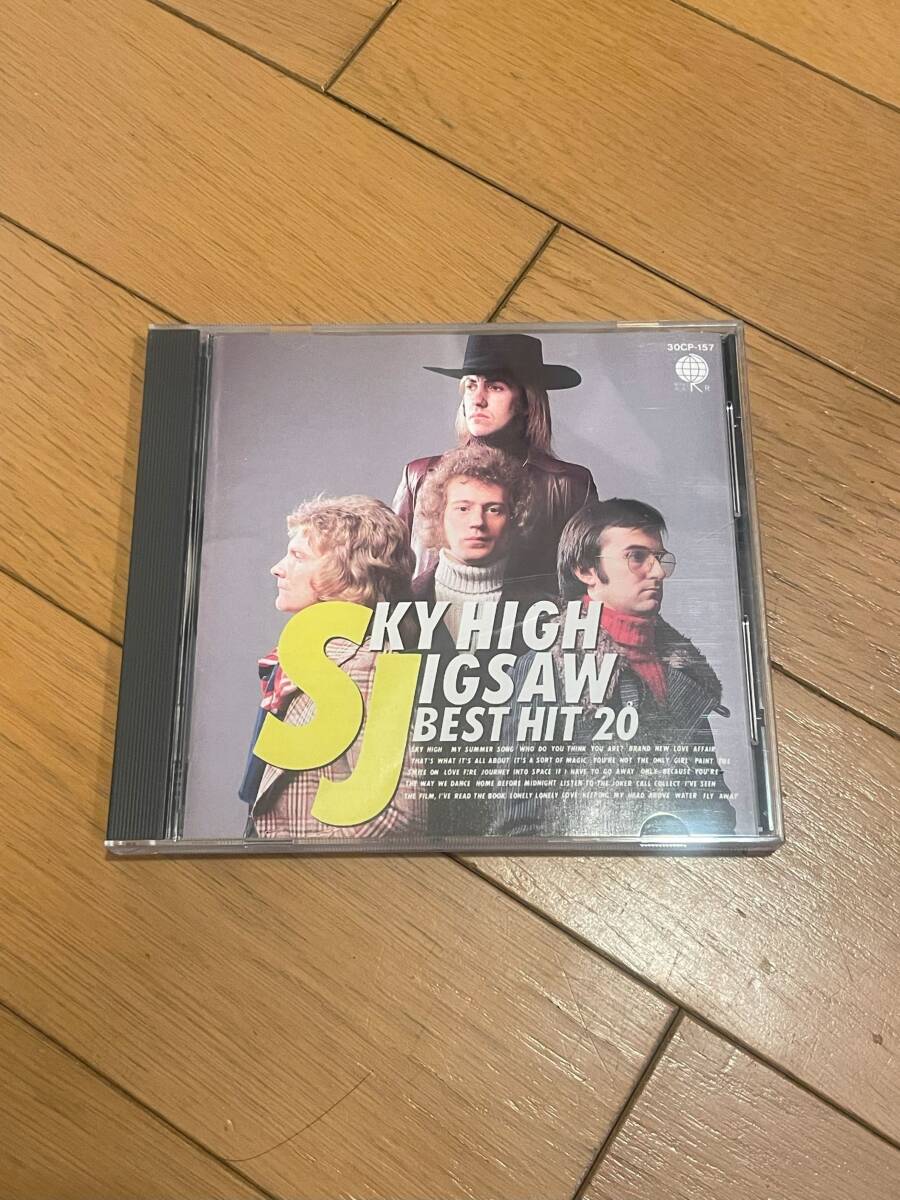 30CP-157
R
SKY HIGH
JIGSAW
BEST HIT 20
SKY HIGH MY SUMMER SONG WHO DO YOU THINK YOU ARE? BRAND NEW LOVE AFFAIR
THAT'S WHAT IT'S ALL ABOUT IT'S A SORT OF MAGIC YOU'RE NOT THE ONLY GIRL PAINT THE
SMILE ON LOVE FIRE JOURNEY INTO SPACE IF I HAVE TO GO AWAY ONLY BECAUSE YOU'RE
THE WAY WE DANCE HOME BEFORE MIDNIGHT LISTEN TO THE JOKER CALL COLLECT I'VE SEEN
THE FILM, I'VE READ THE BOOK LONELY LONELY LOVE KEEPING MY HEAD ABOVE WATER FLY AWAY